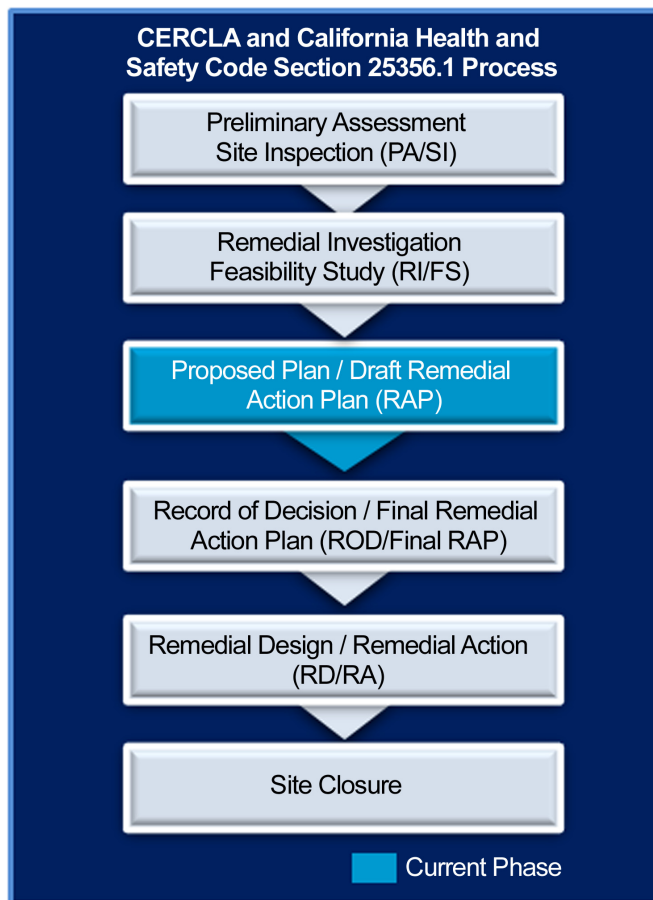 CERCLA and California Health and
Safety Code Section 25356.1 Process
Preliminary Assessment
Site Inspection (PA/SI)
Remedial Investigation
Feasibility Study (RI/FS)
Proposed Plan / Draft Remedial
Action Plan (RAP)
Record of Decision / Final Remedial
Action Plan (ROD/Final RAP)
Remedial Design / Remedial Action
(RD/RA)
Site Closure
Current Phase